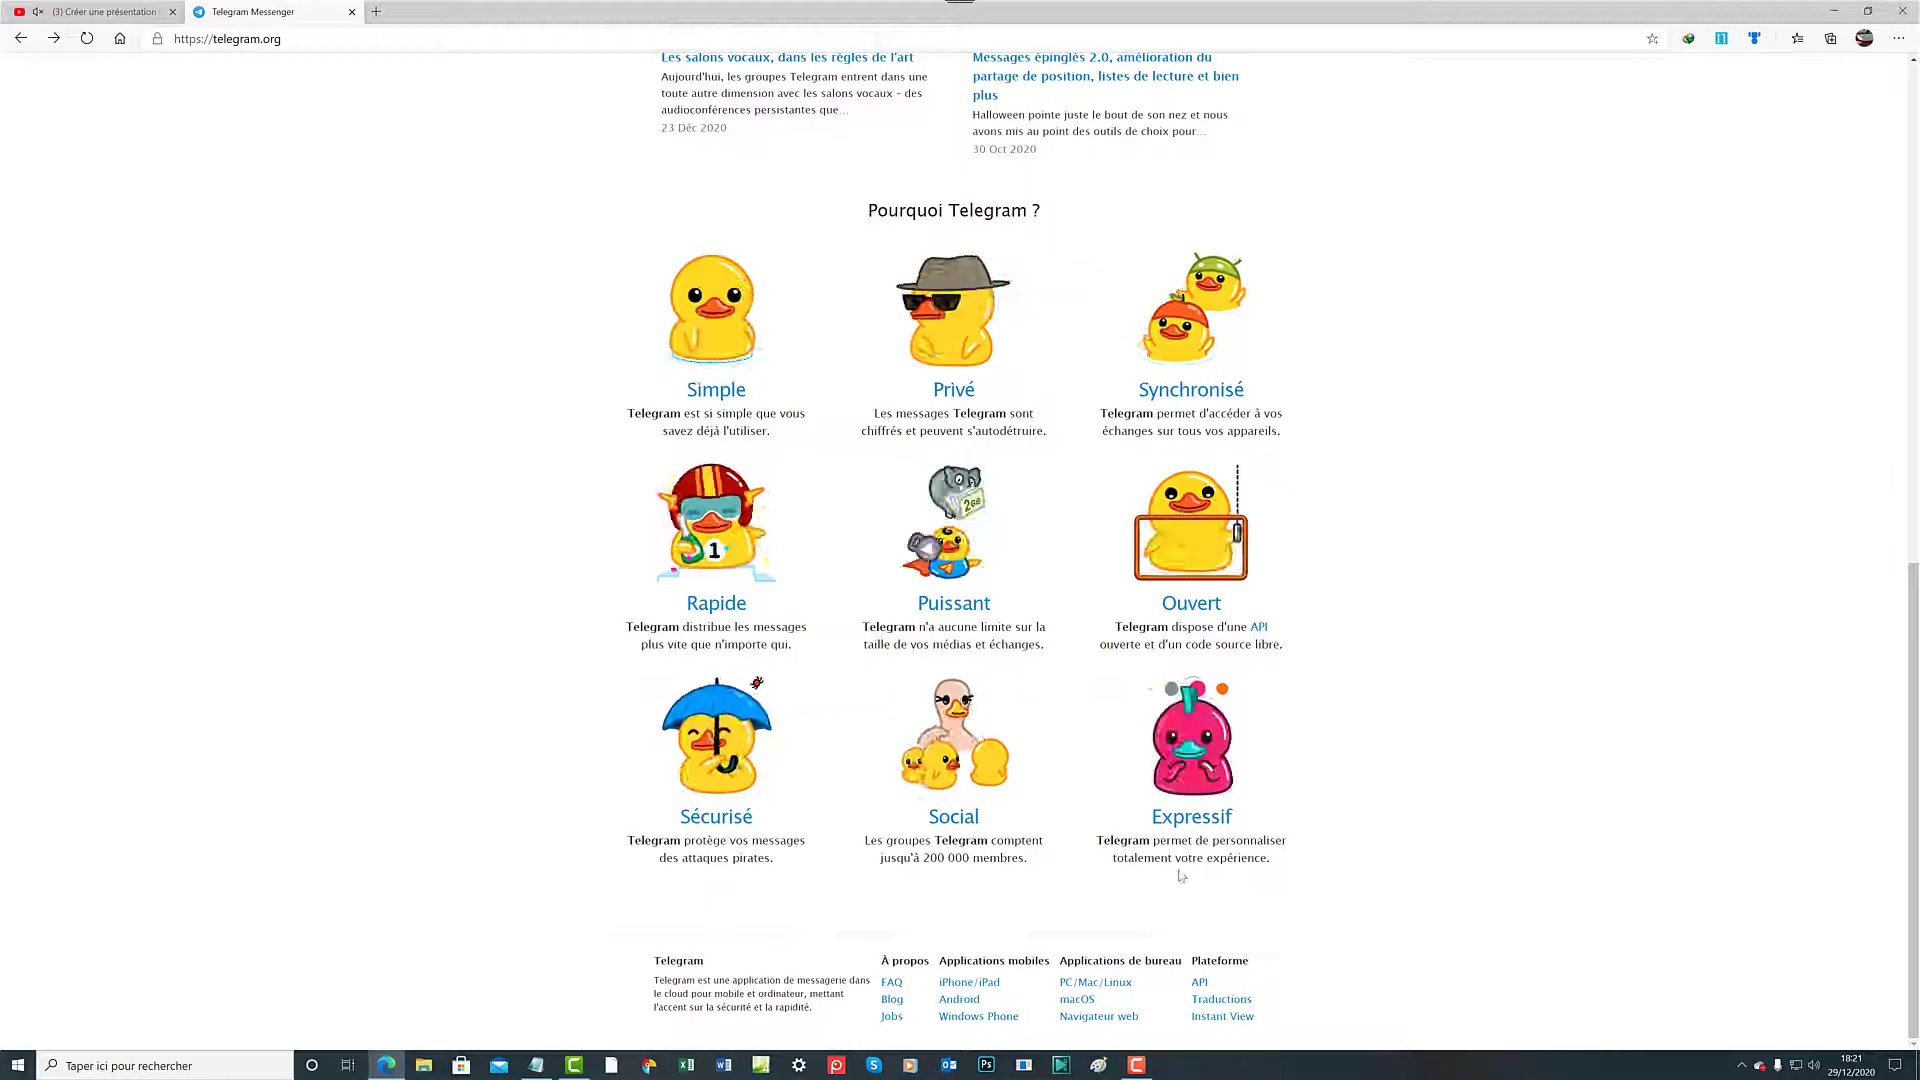 (3) Créer une présentation
Telegram Messenger
https://telegram.org
Les salons vocaux, dans les règles de l'art
Aujourd'hui, les groupes Telegram entrent dans une
toute autre dimension avec les salons vocaux – des
audioconférences persistantes que...
23 Déc 2020
Messages épinglés 2.0, amélioration du
partage de position, listes de lecture et bien
plus
Halloween pointe juste le bout de son nez et nous
avons mis au point des outils de choix pour...
30 Oct 2020
Pourquoi Telegram ?
Simple
Telegram est si simple que vous
savez déjà l'utiliser.
Privé
Les messages Telegram sont
chiffrés et peuvent s'autodétruire.
Synchronisé
Telegram permet d'accéder à vos
échanges sur tous vos appareils.
1
2GB
Rapide
Telegram distribue les messages
plus vite que n'importe qui.
Puissant
Telegram n'a aucune limite sur la
taille de vos médias et échanges.
Ouvert
Telegram dispose d'une API
ouverte et d'un code source libre.
Sécurisé
Telegram protège vos messages
des attaques pirates.
Social
Les groupes Telegram comptent
jusqu'à 200 000 membres.
Expressif
Telegram permet de personnaliser
totalement votre expérience.
Telegram
Telegram est une application de messagerie dans
le cloud pour mobile et ordinateur, mettant
l'accent sur la sécurité et la rapidité.
À propos
FAQ
Blog
Jobs
Applications mobiles
iPhone/iPad
Android
Windows Phone
Applications de bureau
PC/Mac/Linux
macOS
Navigateur web
Plateforme
API
Traductions
Instant View
Taper ici pour rechercher
Ps
18:21
29/12/2020